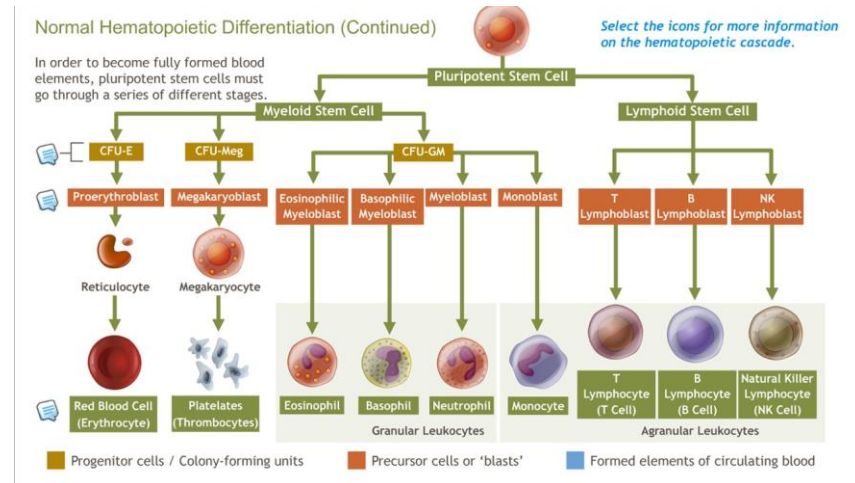 Normal Hematopoietic Differentiation (Continued)
Select the icons for more information
on the hematopoietic cascade.
In order to become fully formed blood
elements, pluripotent stem cells must
go through a series of different stages.
Pluripotent Stem Cell
Myeloid Stem Cell
Lymphoid Stem Cell
CFU-E
CFU-Meg
CFU-GM
Proerythroblast
Megakaryoblast
Eosinophilic
Myeloblast
Basophilic
Myeloblast
Myeloblast
Monoblast
T
Lymphoblast
B
Lymphoblast
NK
Lymphoblast
Reticulocyte
Megakaryocyte
Red Blood Cell
(Erythrocyte)
Platelates
(Thrombocytes)
Eosinophil
Basophil
Neutrophil
Monocyte
T
Lymphocyte
(T Cell)
B
Lymphocyte
(B Cell)
Natural Killer
Lymphocyte
(NK Cell)
Granular Leukocytes
Agranular Leukocytes
Progenitor cells / Colony-forming units
Precursor cells or ‘blasts’
Formed elements of circulating blood